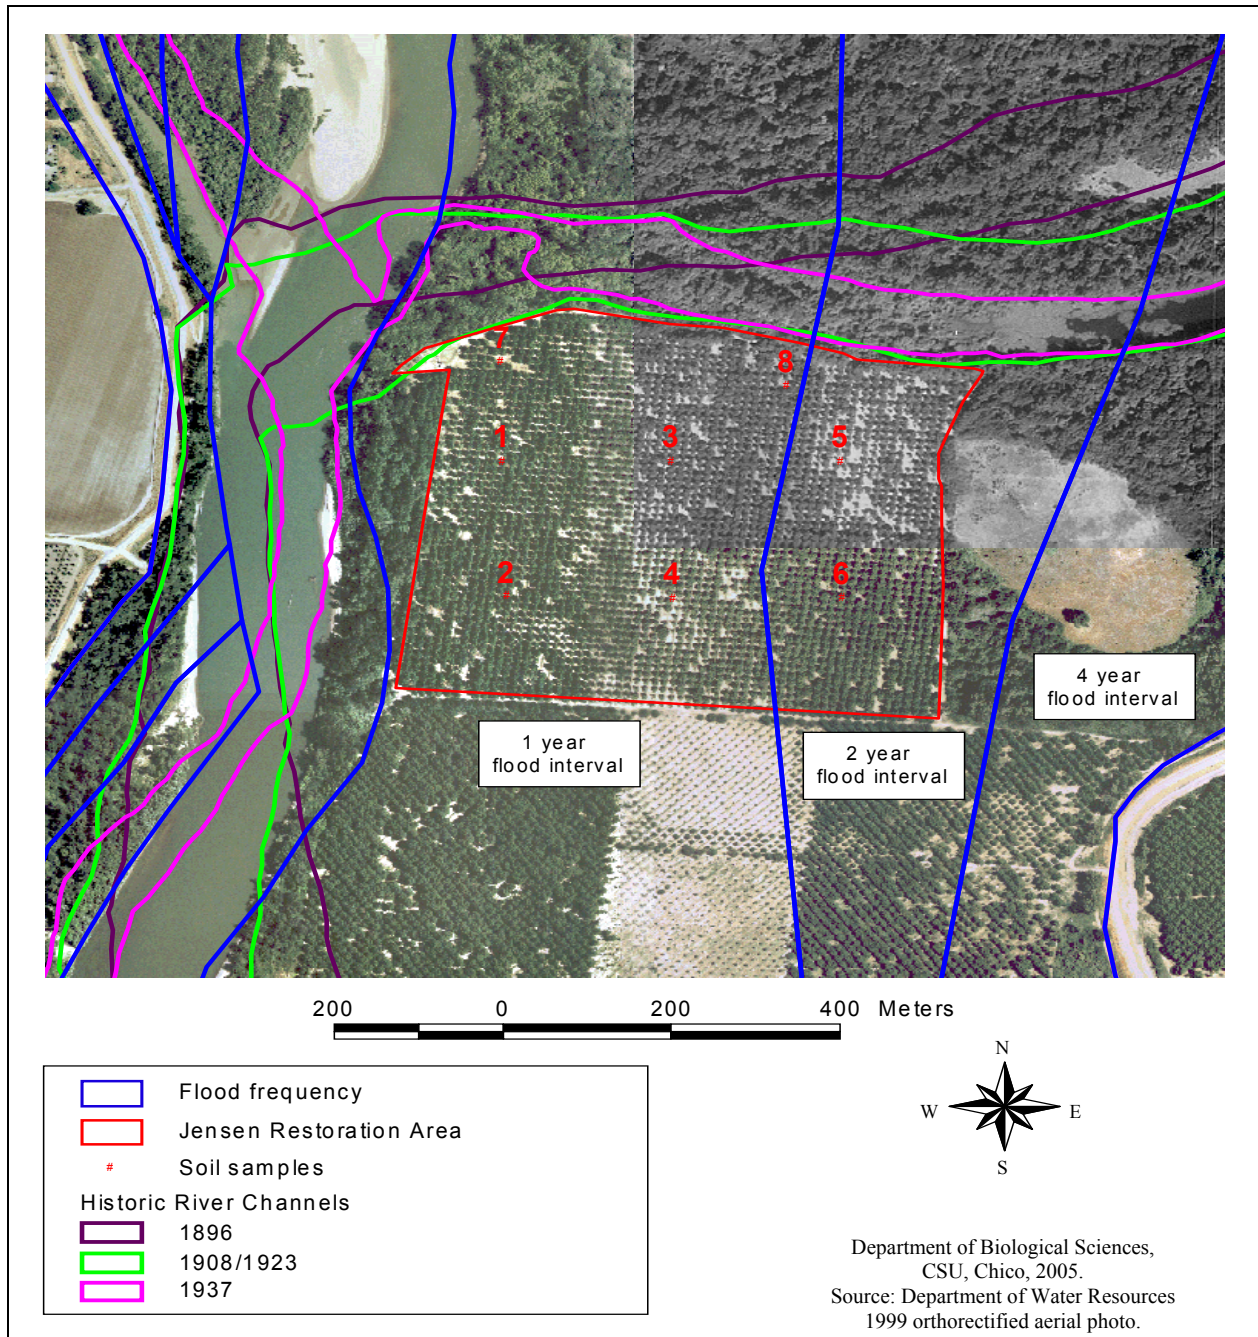 7
8
1
3
5
2
4
6
4 year
flood interval
1 year
flood interval
2 year
flood interval
200 0 200 400 Meters
N
W E
S
Flood frequency
Jensen Restoration Area
# Soil samples
Historic River Channels
1896
1908/1923
1937
Department of Biological Sciences,
CSU, Chico, 2005.
Source: Department of Water Resources
1999 orthorectified aerial photo.